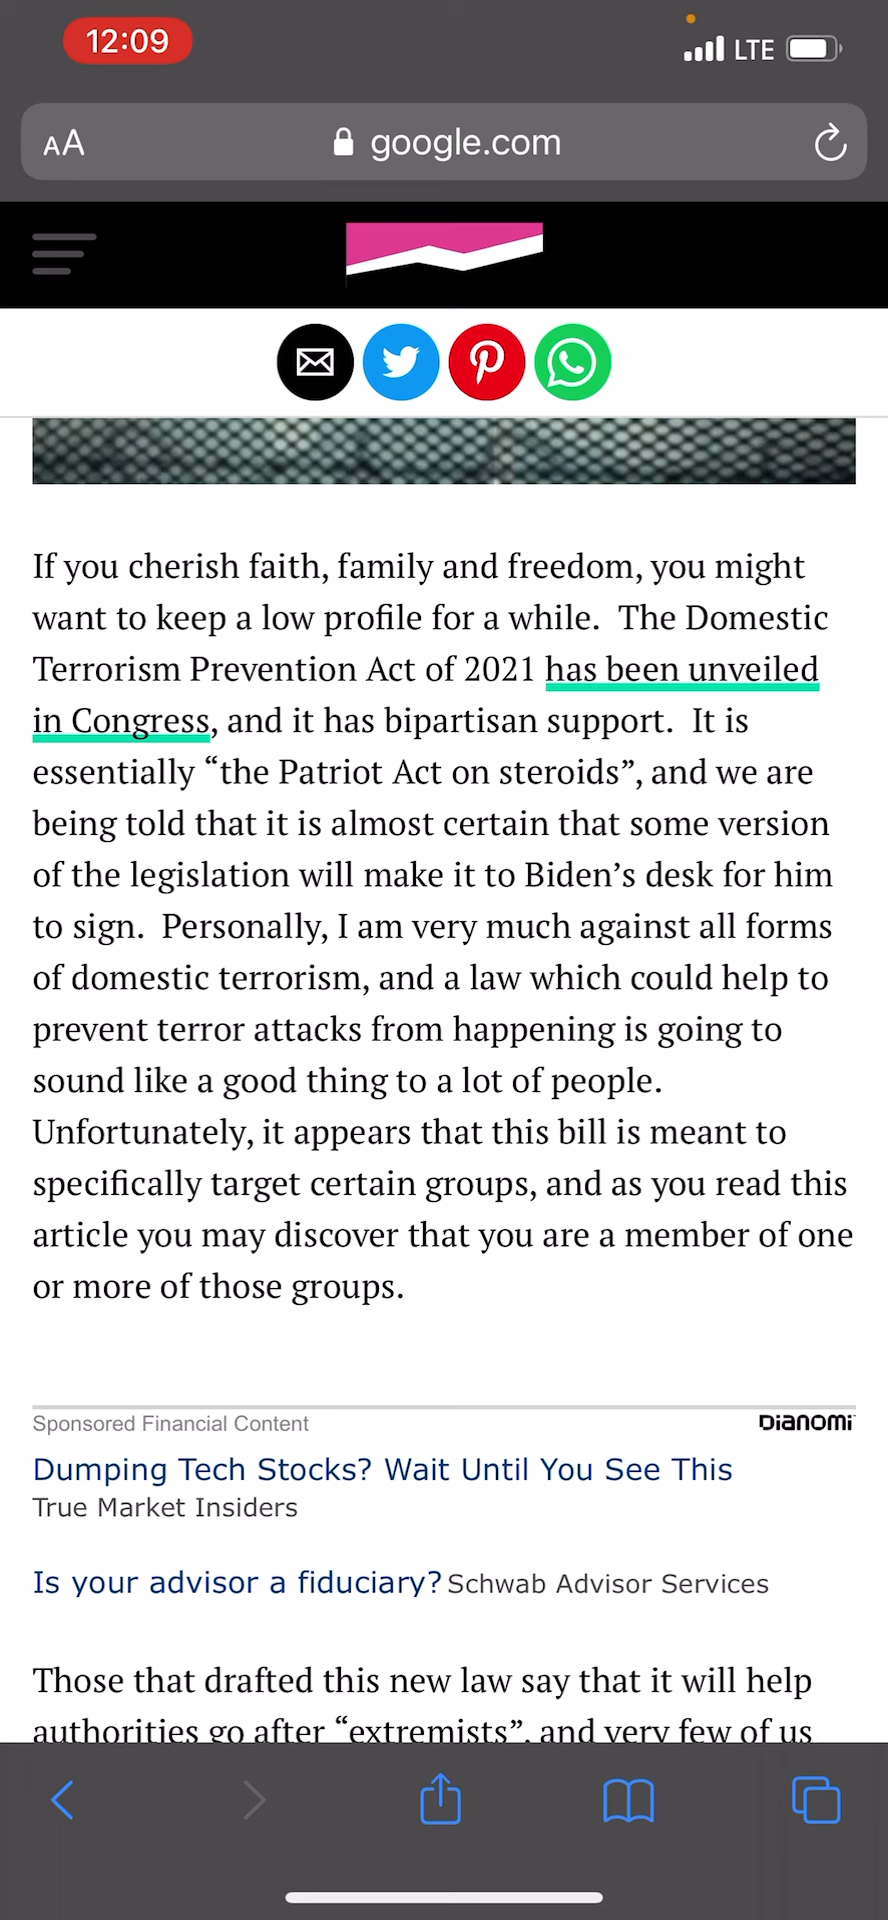 12:09
LTE
AA
google.com
If you cherish faith, family and freedom, you might
want to keep a low profile for a while.  The Domestic
Terrorism Prevention Act of 2021 has been unveiled
in Congress, and it has bipartisan support.  It is
essentially “the Patriot Act on steroids”, and we are
being told that it is almost certain that some version
of the legislation will make it to Biden’s desk for him
to sign.  Personally, I am very much against all forms
of domestic terrorism, and a law which could help to
prevent terror attacks from happening is going to
sound like a good thing to a lot of people.
Unfortunately, it appears that this bill is meant to
specifically target certain groups, and as you read this
article you may discover that you are a member of one
or more of those groups.
Sponsored Financial Content
Dianomi
Dumping Tech Stocks? Wait Until You See This
True Market Insiders
Is your advisor a fiduciary? Schwab Advisor Services
Those that drafted this new law say that it will help
authorities go after “extremists”, and very few of us